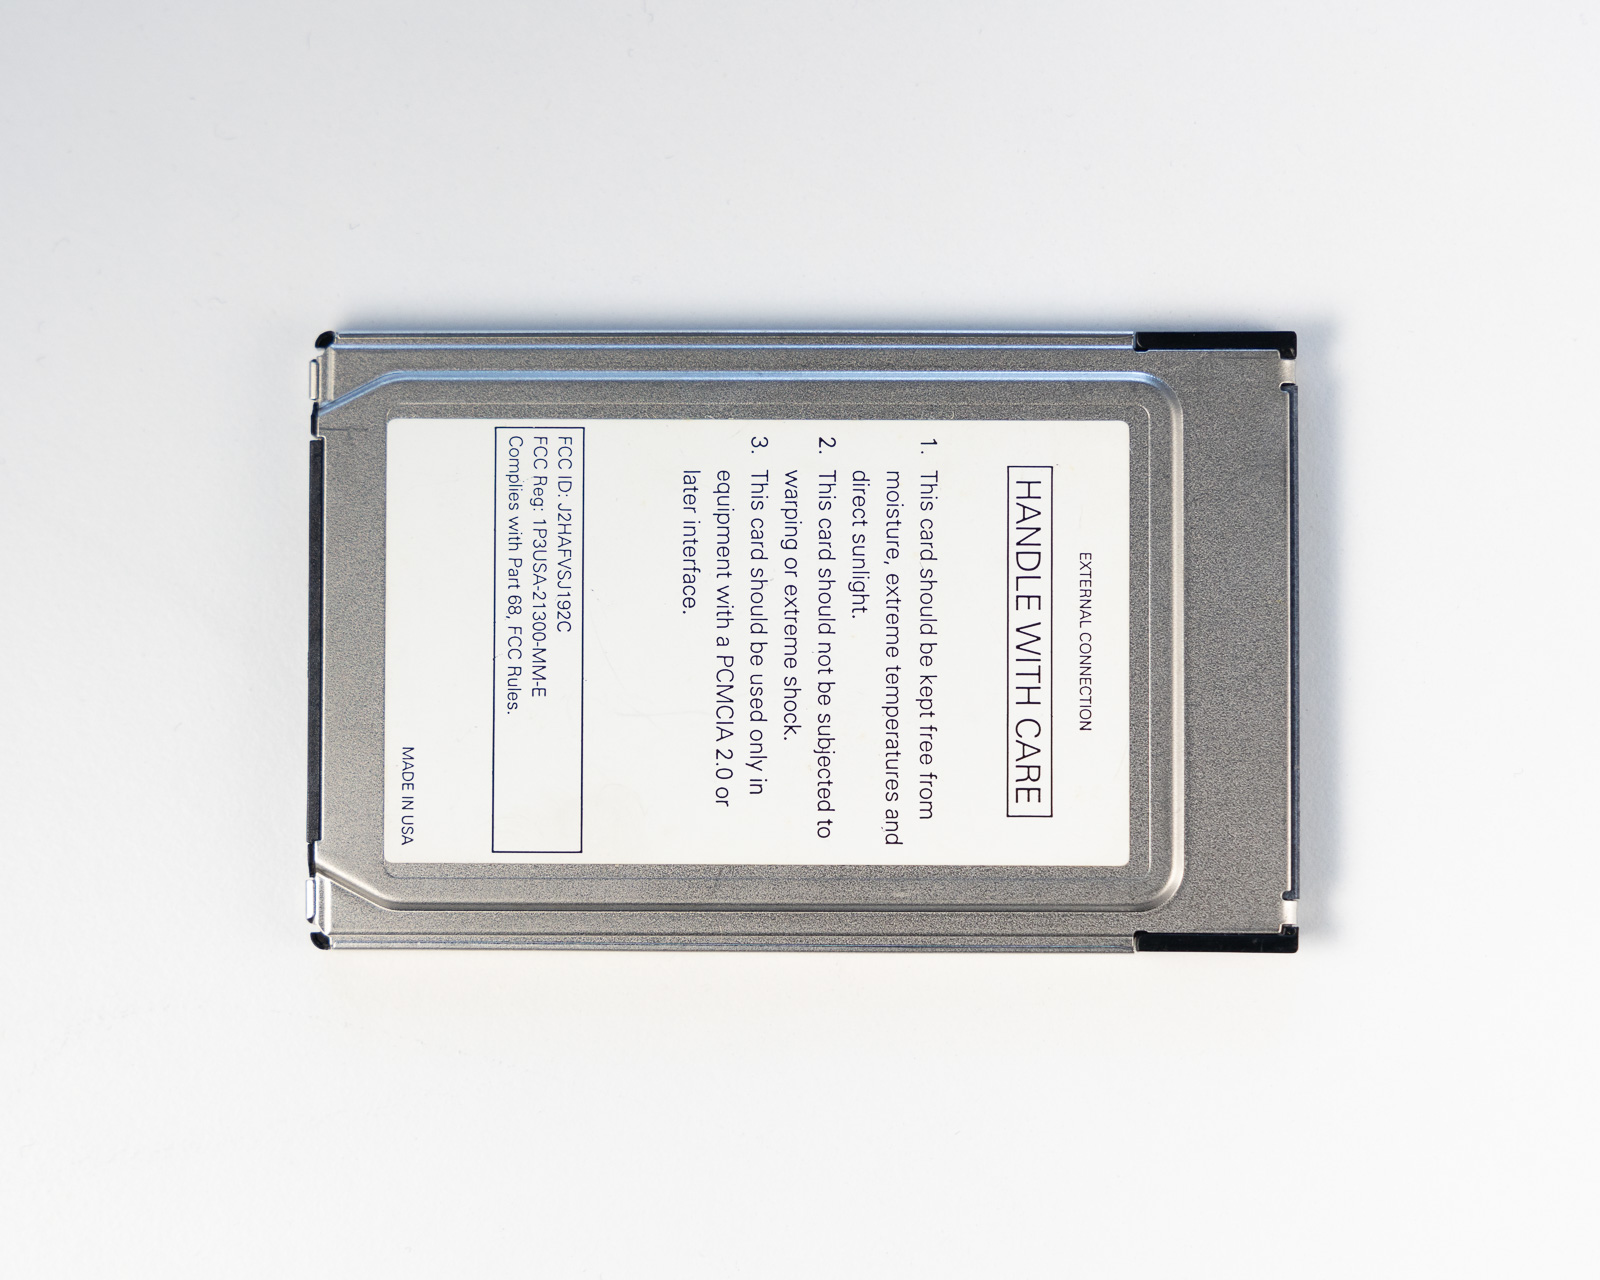 EXTERNAL CONNECTION
HANDLE WITH CARE
1. This card should be kept free from
moisture, extreme temperatures and
direct sunlight.
2. This card should not be subjected to
warping or extreme shock.
3. This card should be used only in
equipment with a PCMCIA 2.0 or
later interface.
FCC ID: J2HAFVSJ192C
FCC Reg: 1P3USA-21300-MM-E
Complies with Part 68, FCC Rules.
MADE IN USA